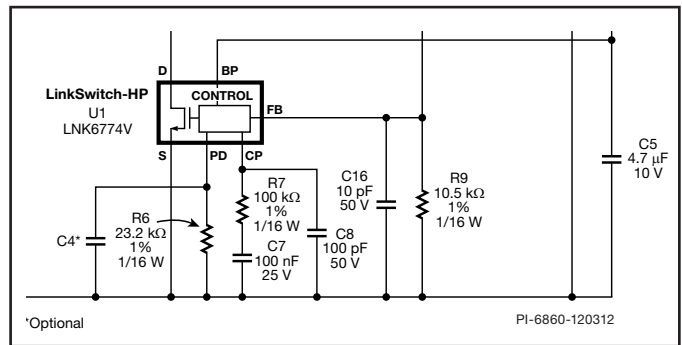 D
BP
LinkSwitch-HP
U1
LNK6774V
CONTROL
FB
S
PD
CP
C5
4.7 µF
10 V
R7
100 kΩ
1%
1/16 W
C16
10 pF
50 V
R9
10.5 kΩ
1%
1/16 W
R6
23.2 kΩ
1%
1/16 W
C4*
C7
100 nF
25 V
C8
100 pF
50 V
*Optional
PI-6860-120312